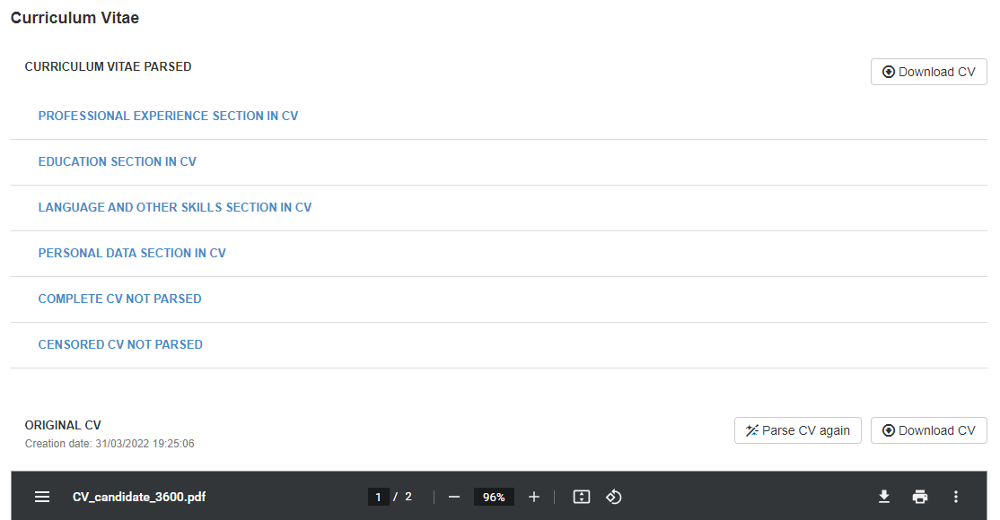 Curriculum Vitae
CURRICULUM VITAE PARSED
Download CV
PROFESSIONAL EXPERIENCE SECTION IN CV
EDUCATION SECTION IN CV
LANGUAGE AND OTHER SKILLS SECTION IN CV
PERSONAL DATA SECTION IN CV
COMPLETE CV NOT PARSED
CENSORED CV NOT PARSED
ORIGINAL CV
Creation date: 31/03/2022 19:25:06
Parse CV again
Download CV
CV_candidate_3600.pdf 1 / 2 96%